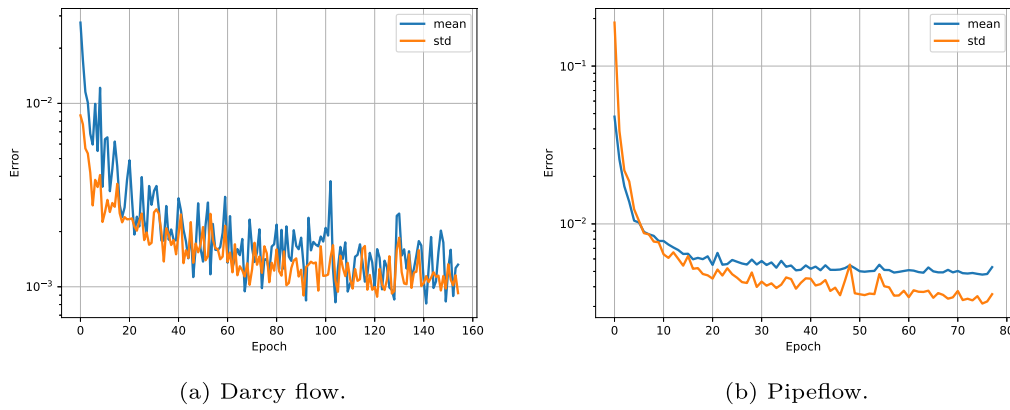 mean
std
10⁻²
10⁻³
Error
0 20 40 60 80 100 120 140 160
Epoch
(a) Darcy flow.
mean
std
10⁻¹
10⁻²
Error
0 10 20 30 40 50 60 70 80
Epoch
(b) Pipeflow.